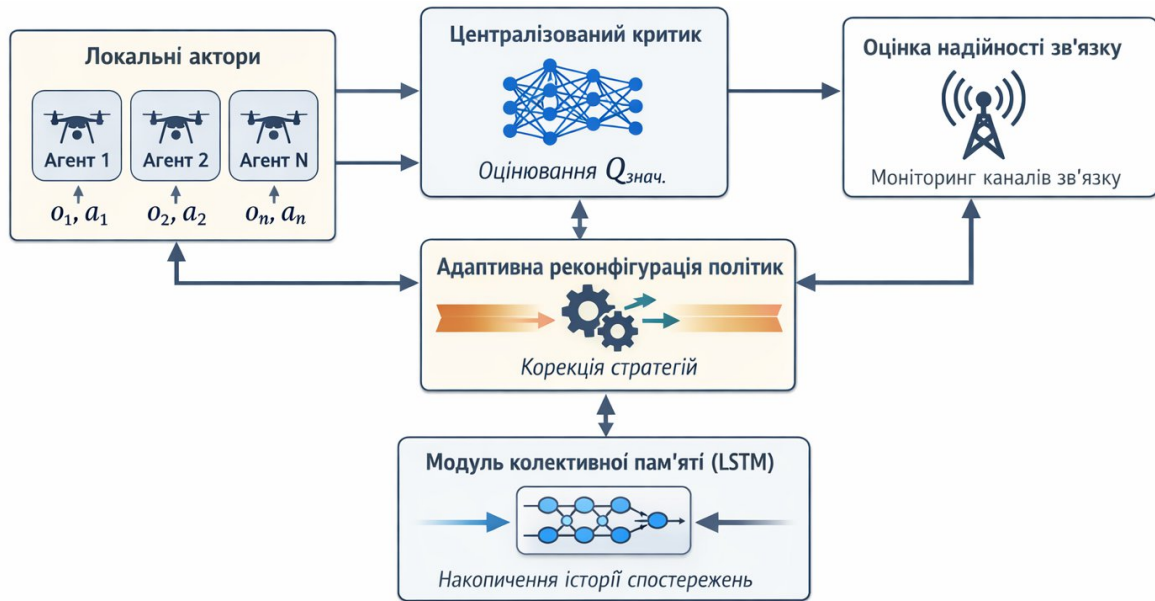 Локальні актори
Агент 1
Агент 2
Агент N
o₁, a₁
o₂, a₂
oₙ, aₙ
Централізований критик
Оцінювання Qзнач.
Оцінка надійності зв'язку
Моніторинг каналів зв'язку
Адаптивна реконфігурація політик
Корекція стратегій
Модуль колективної пам'яті (LSTM)
Накопичення історії спостережень